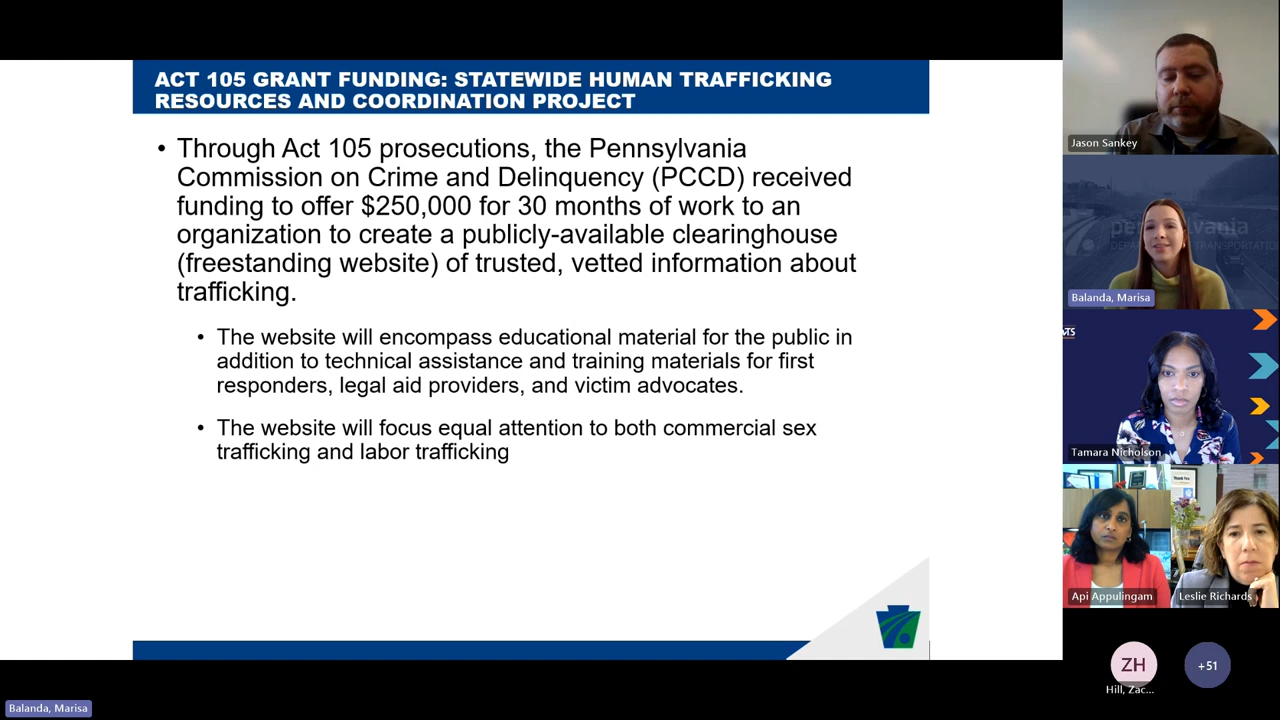 ACT 105 GRANT FUNDING: STATEWIDE HUMAN TRAFFICKING
RESOURCES AND COORDINATION PROJECT
• Through Act 105 prosecutions, the Pennsylvania
Commission on Crime and Delinquency (PCCD) received
funding to offer $250,000 for 30 months of work to an
organization to create a publicly-available clearinghouse
(freestanding website) of trusted, vetted information about
trafficking.
• The website will encompass educational material for the public in
addition to technical assistance and training materials for first
responders, legal aid providers, and victim advocates.
• The website will focus equal attention to both commercial sex
trafficking and labor trafficking
Jason Sankey
Balanda, Marisa
Tamara Nicholson
Thank You
Api Appulingam
Leslie Richards
ZH
+51
Hill, Zac...
Balanda, Marisa